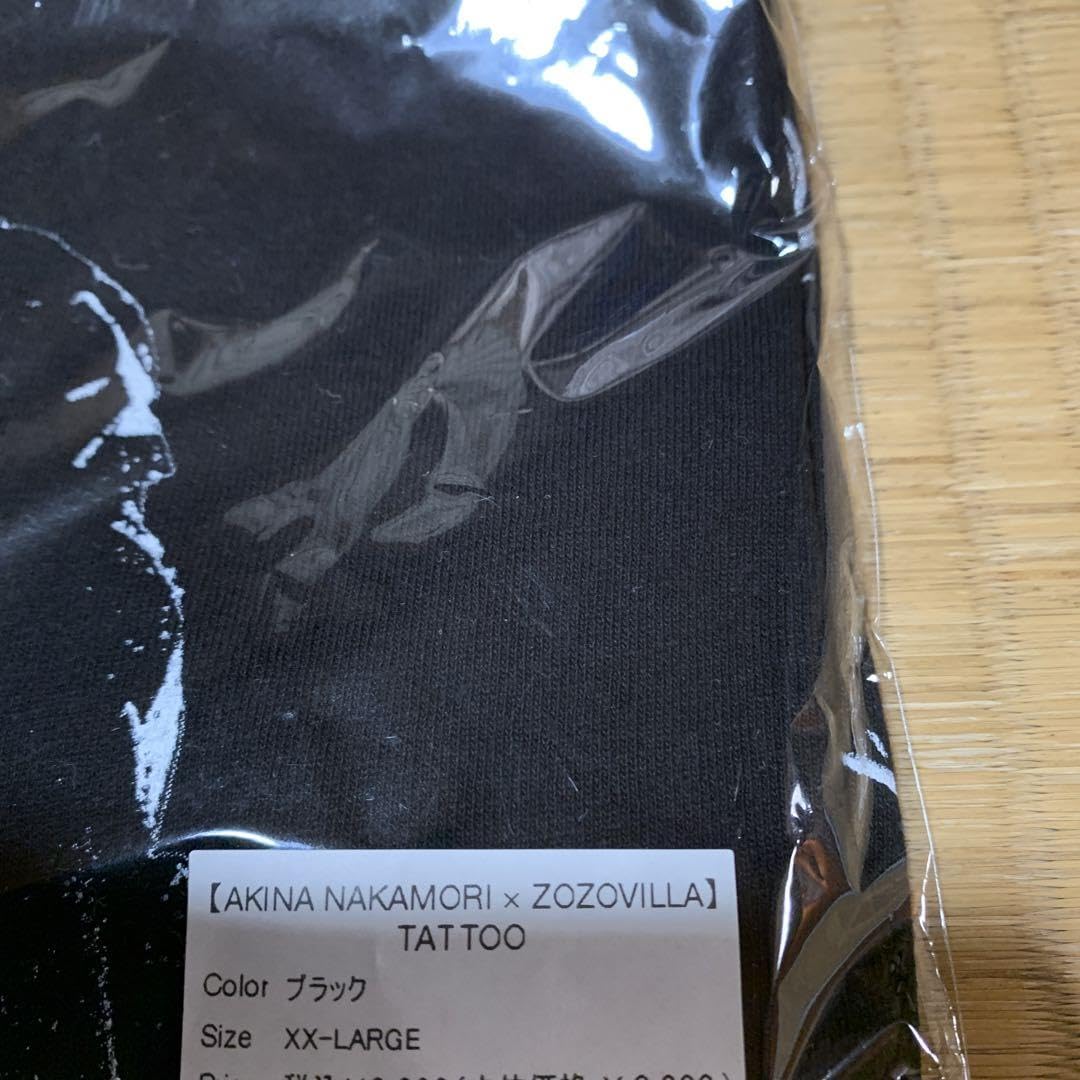 【AKINA NAKAMORI × ZOZOVILLA】
TATTOO
Color ブラック
Size XX-LARGE